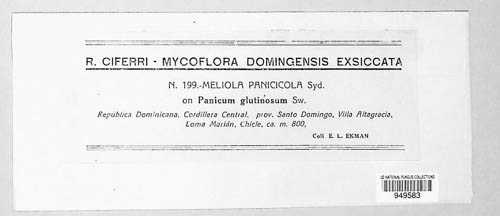 R. CIFERRI - MYCOFLORA DOMINGENSIS EXSICCATA
N. 199.-MELIOLA PANICICOLA Syd.
on Panicum glutinosum Sw.
República Dominicana, Cordillera Central, prov. Santo Domingo, Villa Altagracia,
Loma Marián, Chicle, ca. m. 800,
Coll E. L. EKMAN
US NATIONAL FUNGUS COLLECTIONS
949583